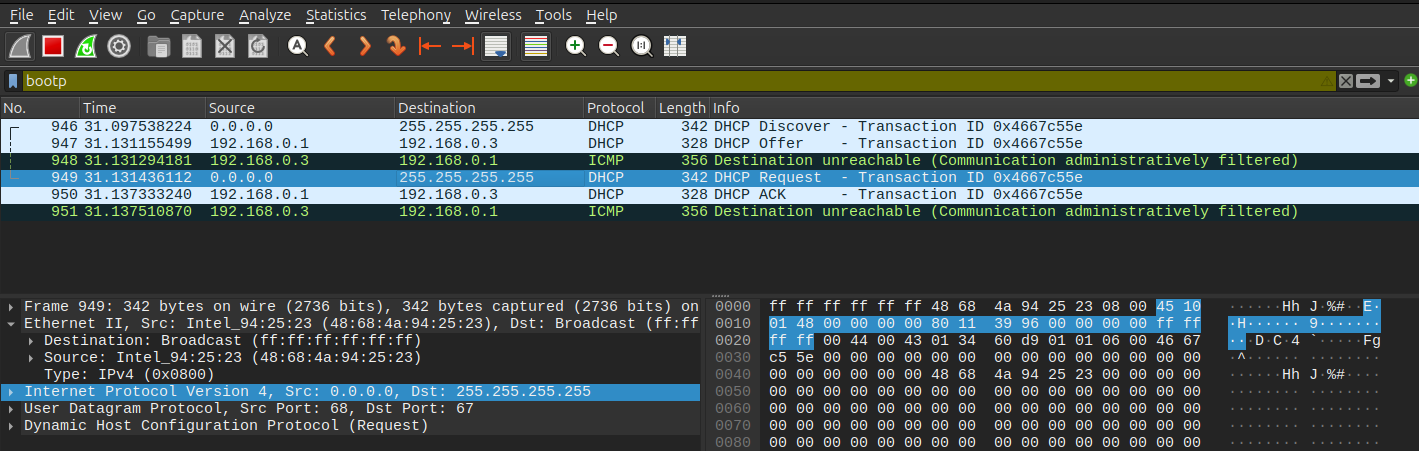 File Edit View Go Capture Analyze Statistics Telephony Wireless Tools Help
bootp
No. Time Source Destination Protocol Length Info
946 31.097538224 0.0.0.0 255.255.255.255 DHCP 342 DHCP Discover - Transaction ID 0x4667c55e
947 31.131155499 192.168.0.1 192.168.0.3 DHCP 328 DHCP Offer - Transaction ID 0x4667c55e
948 31.131294181 192.168.0.3 192.168.0.1 ICMP 356 Destination unreachable (Communication administratively filtered)
949 31.131436112 0.0.0.0 255.255.255.255 DHCP 342 DHCP Request - Transaction ID 0x4667c55e
950 31.137333240 192.168.0.1 192.168.0.3 DHCP 328 DHCP ACK - Transaction ID 0x4667c55e
951 31.137510870 192.168.0.3 192.168.0.1 ICMP 356 Destination unreachable (Communication administratively filtered)
Frame 949: 342 bytes on wire (2736 bits), 342 bytes captured (2736 bits) on
Ethernet II, Src: Intel_94:25:23 (48:68:4a:94:25:23), Dst: Broadcast (ff:ff
Destination: Broadcast (ff:ff:ff:ff:ff:ff)
Source: Intel_94:25:23 (48:68:4a:94:25:23)
Type: IPv4 (0x0800)
Internet Protocol Version 4, Src: 0.0.0.0, Dst: 255.255.255.255
User Datagram Protocol, Src Port: 68, Dst Port: 67
Dynamic Host Configuration Protocol (Request)
0000 ff ff ff ff ff ff 48 68 4a 94 25 23 08 00 45 10 ······Hh J·%#··E·
0010 01 48 00 00 00 00 80 11 39 96 00 00 00 00 ff ff ·H······ 9·······
0020 ff ff 00 44 00 43 01 34 60 d9 01 01 06 00 46 67 ···D·C·4 `·····Fg
0030 c5 5e 00 00 00 00 00 00 00 00 00 00 00 00 00 00 ·^······ ········
0040 00 00 00 00 00 00 48 68 4a 94 25 23 00 00 00 00 ······Hh J·%#····
0050 00 00 00 00 00 00 00 00 00 00 00 00 00 00 00 00 ········ ········
0060 00 00 00 00 00 00 00 00 00 00 00 00 00 00 00 00 ········ ········
0070 00 00 00 00 00 00 00 00 00 00 00 00 00 00 00 00 ········ ········
0080 00 00 00 00 00 00 00 00 00 00 00 00 00 00 00 00 ········ ········